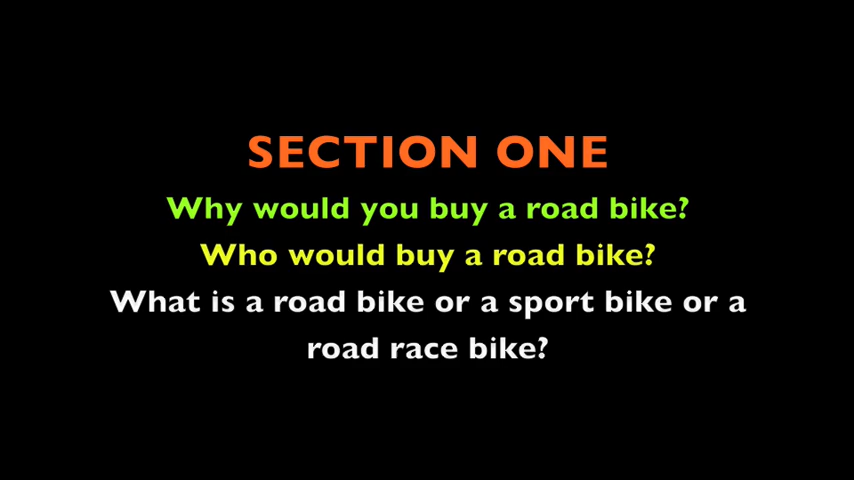 SECTION ONE
Why would you buy a road bike?
Who would buy a road bike?
What is a road bike or a sport bike or a
road race bike?